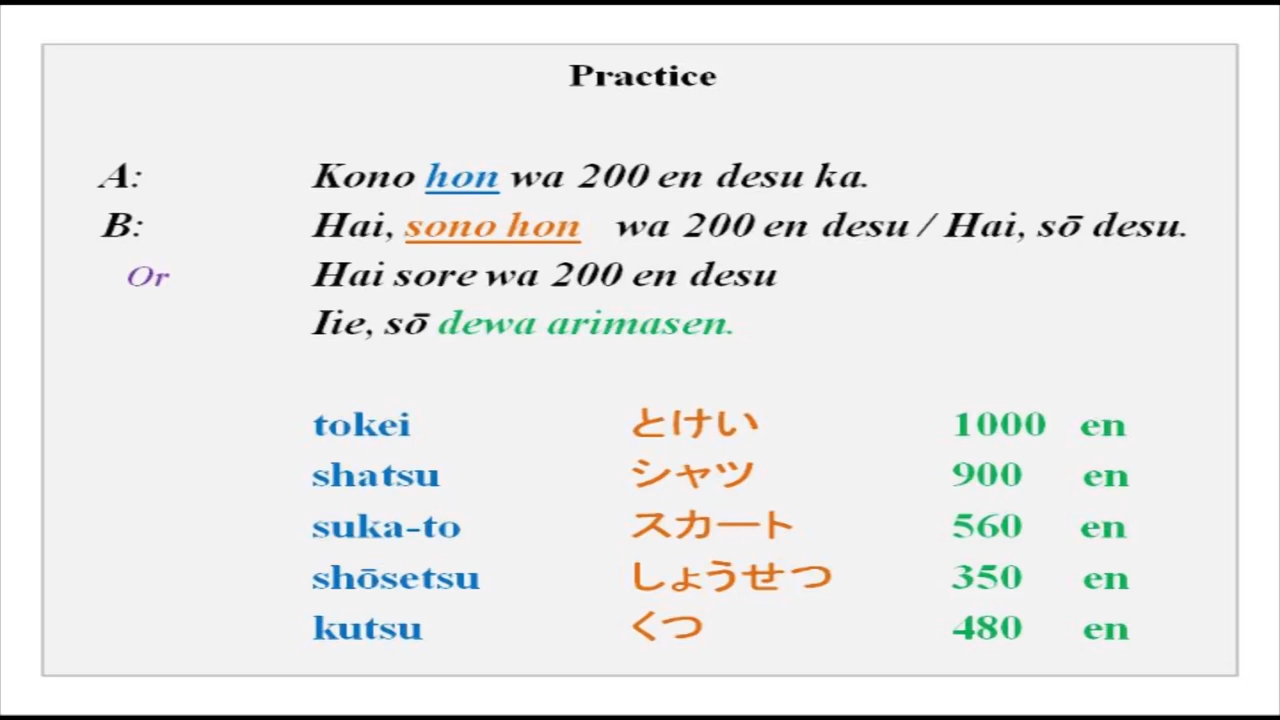 Practice
A: Kono hon wa 200 en desu ka.
B: Hai, sono hon wa 200 en desu / Hai, sō desu.
Or Hai sore wa 200 en desu
Iie, sō dewa arimasen.
tokei とけい 1000 en
shatsu シャツ 900 en
suka-to スカート 560 en
shōsetsu しょうせつ 350 en
kutsu くつ 480 en